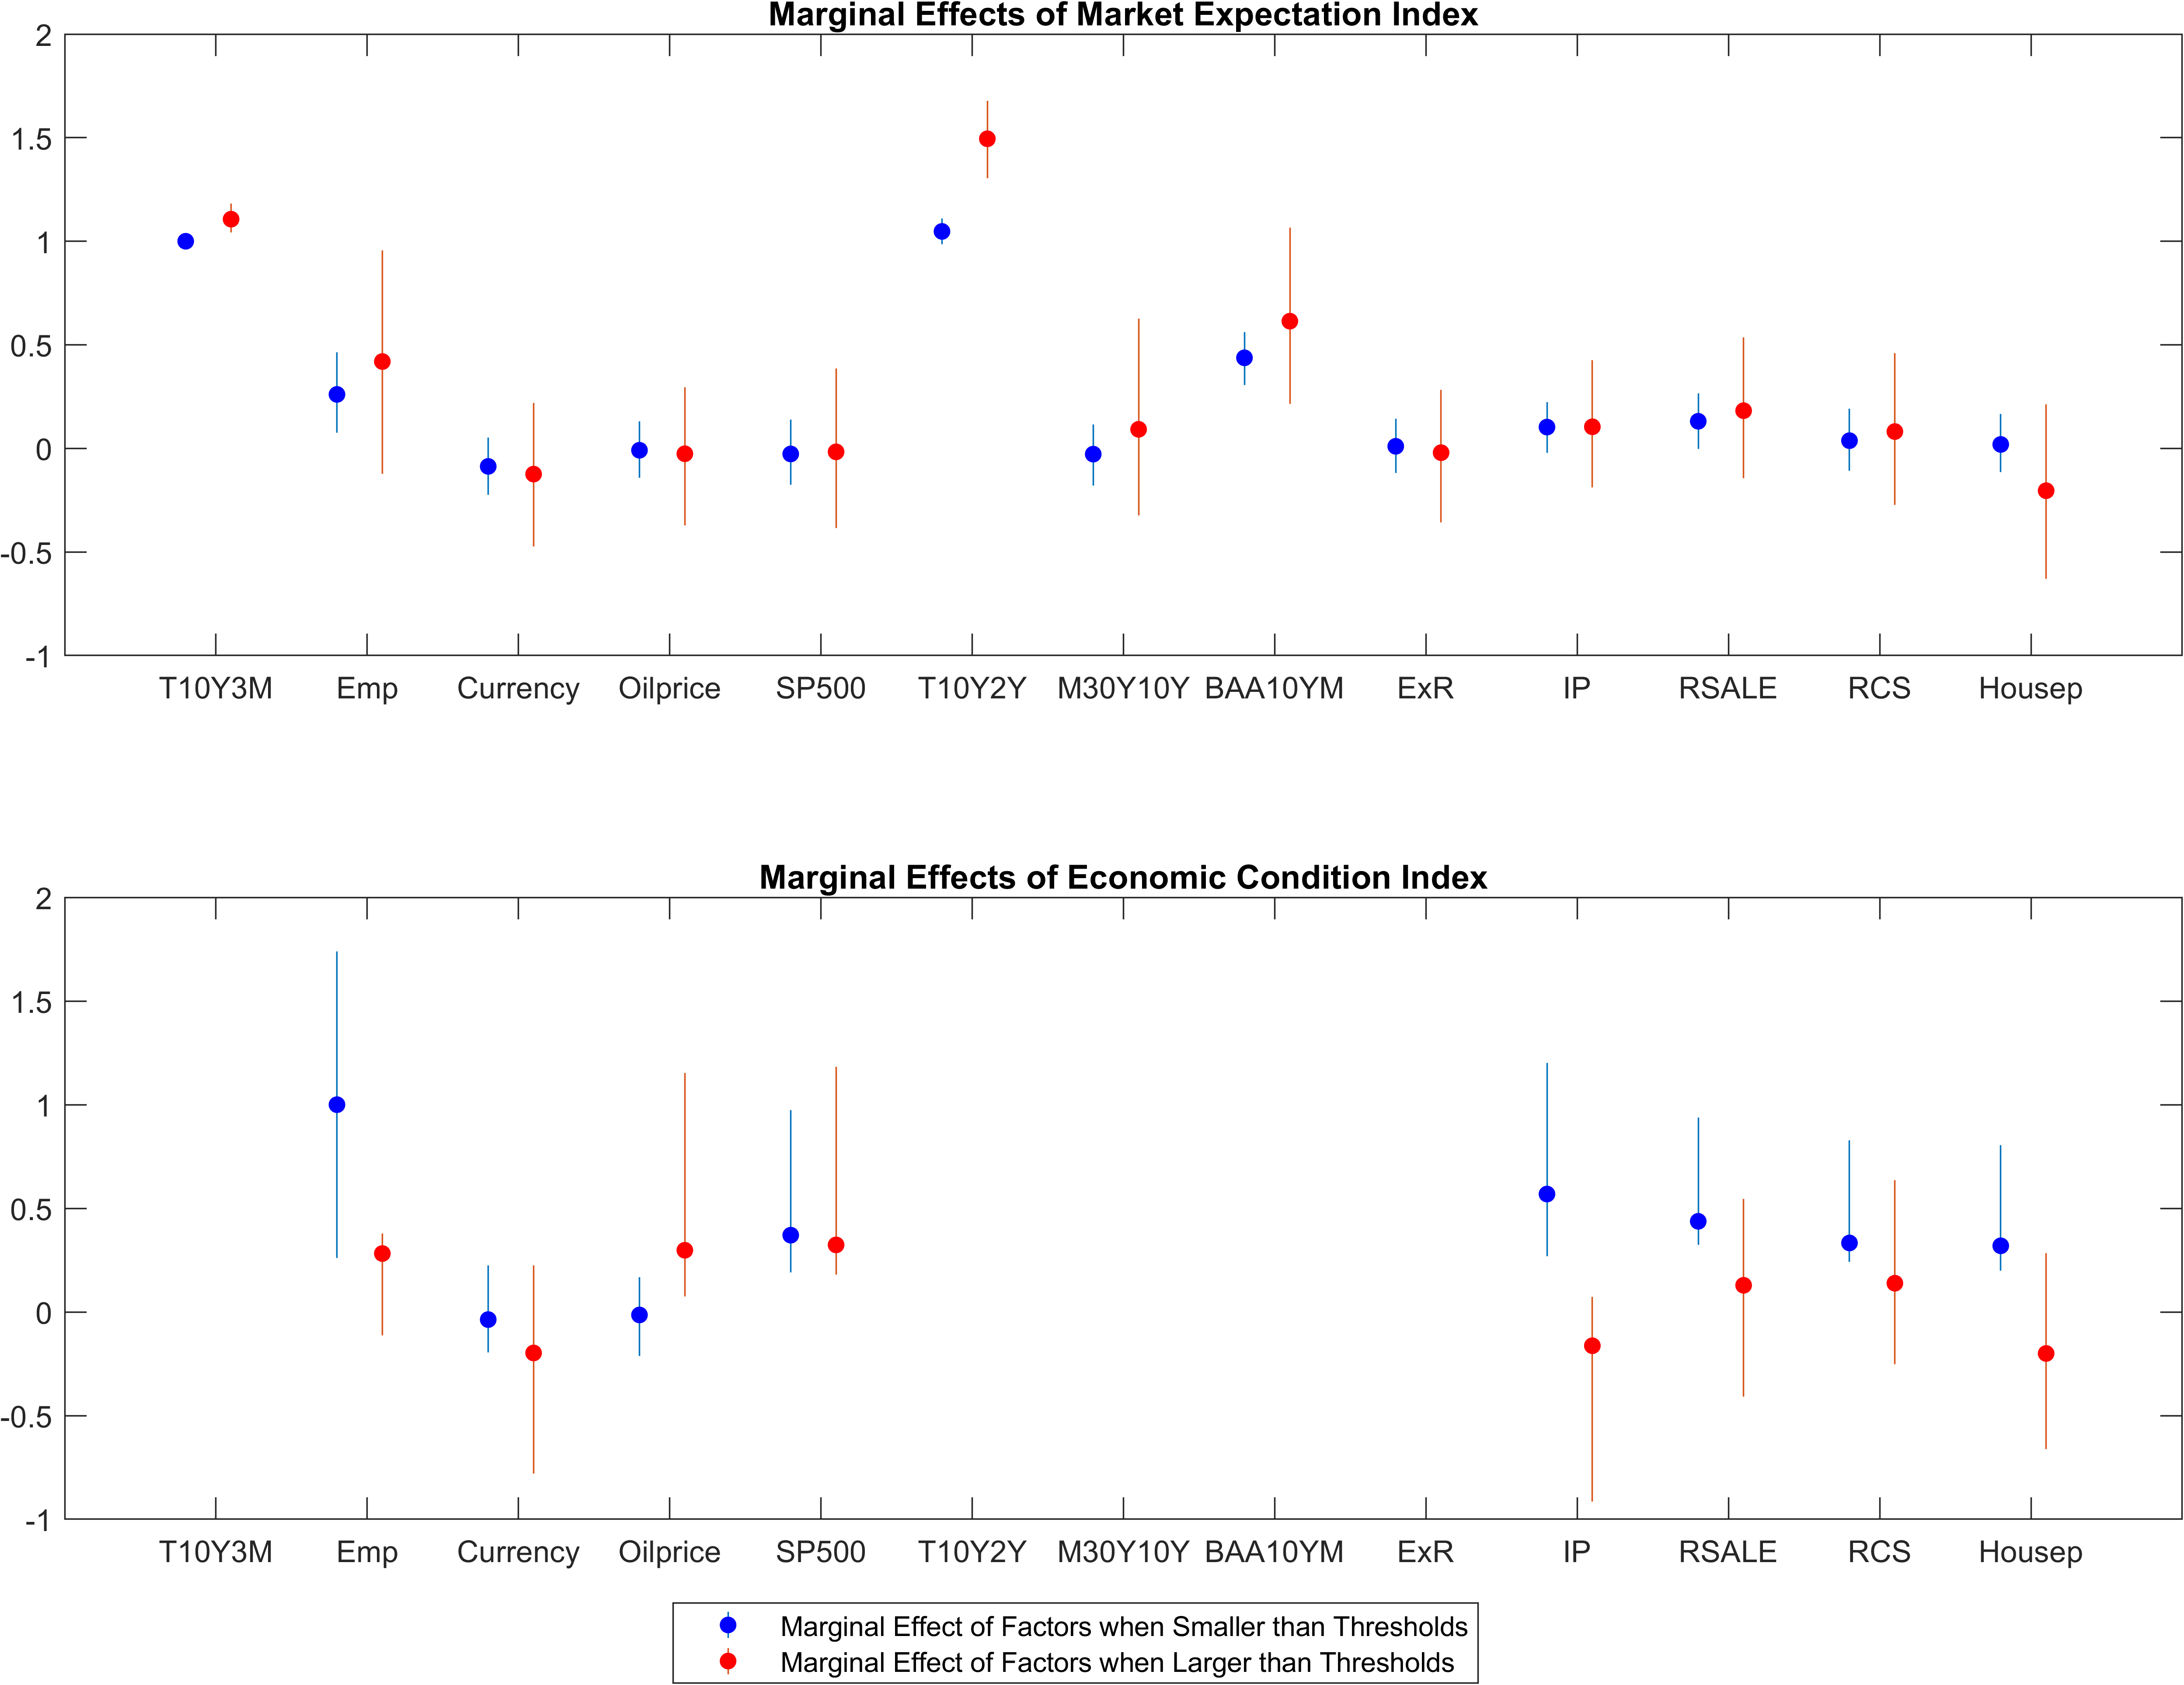 Marginal Effects of Market Expectation Index
2
1.5
1
0.5
0
-0.5
-1
T10Y3M Emp Currency Oilprice SP500 T10Y2Y M30Y10Y BAA10YM ExR IP RSALE RCS Housep
Marginal Effects of Economic Condition Index
2
1.5
1
0.5
0
-0.5
-1
T10Y3M Emp Currency Oilprice SP500 T10Y2Y M30Y10Y BAA10YM ExR IP RSALE RCS Housep
Marginal Effect of Factors when Smaller than Thresholds
Marginal Effect of Factors when Larger than Thresholds